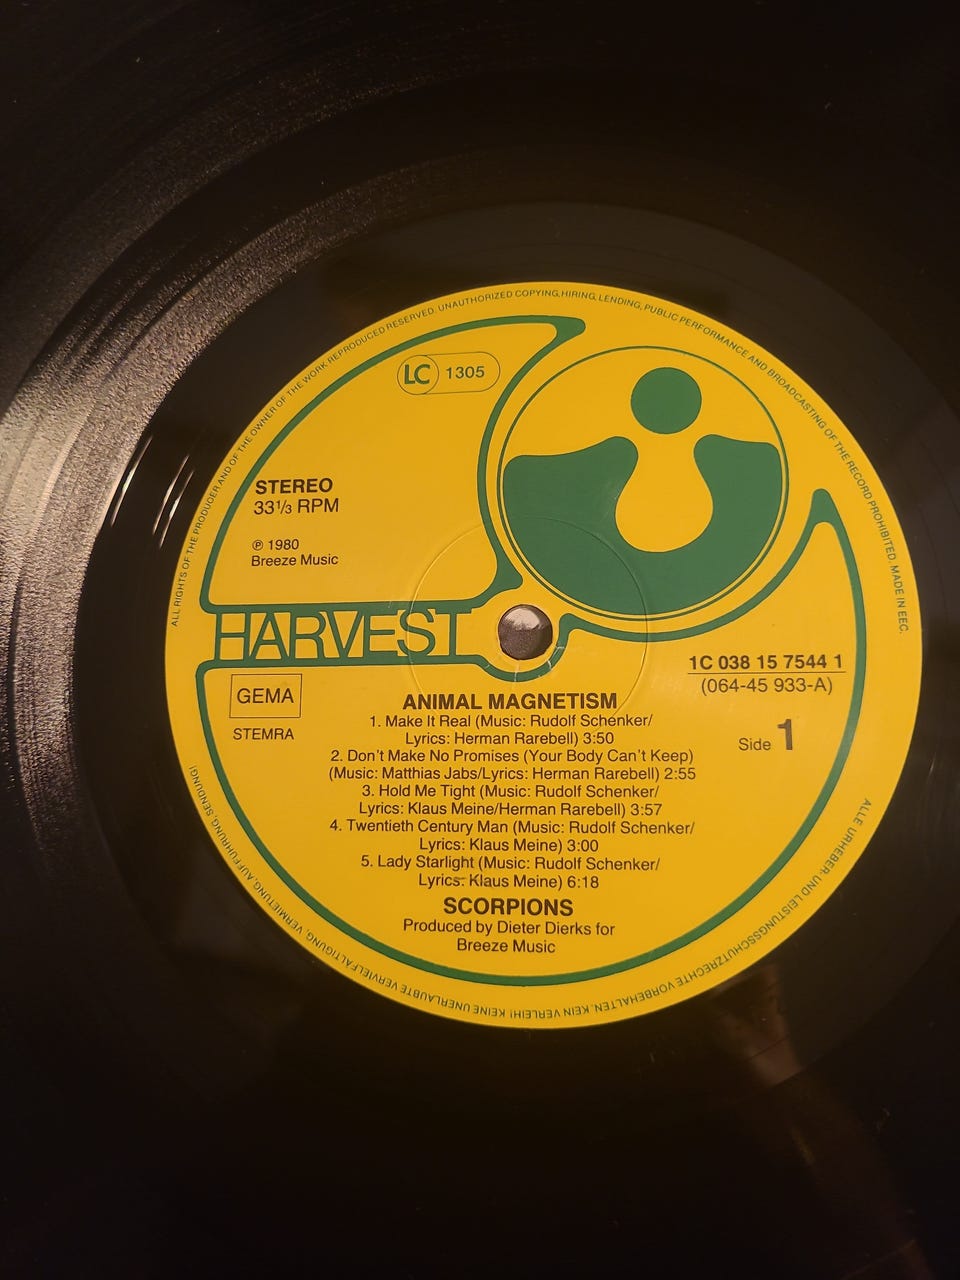 ALL RIGHTS OF THE PRODUCER AND OF THE OWNER OF THE WORK REPRODUCED RESERVED. UNAUTHORIZED COPYING, HIRING, LENDING, PUBLIC PERFORMANCE AND BROADCASTING OF THE RECORD PROHIBITED. MADE IN EEC.
LC 1305
STEREO
33⅓ RPM
℗ 1980
Breeze Music
HARVEST
GEMA
STEMRA
1C 038 15 7544 1
(064-45 933-A)
Side 1
ANIMAL MAGNETISM
1. Make It Real (Music: Rudolf Schenker/
Lyrics: Herman Rarebell) 3:50
2. Don't Make No Promises (Your Body Can't Keep)
(Music: Matthias Jabs/Lyrics: Herman Rarebell) 2:55
3. Hold Me Tight (Music: Rudolf Schenker/
Lyrics: Klaus Meine/Herman Rarebell) 3:57
4. Twentieth Century Man (Music: Rudolf Schenker/
Lyrics: Klaus Meine) 3:00
5. Lady Starlight (Music: Rudolf Schenker/
Lyrics: Klaus Meine) 6:18
SCORPIONS
Produced by Dieter Dierks for
Breeze Music
ALLE URHEBER- UND LEISTUNGSSCHUTZRECHTE VORBEHALTEN. KEIN VERLEIH! KEINE UNERLAUBTE VERVIELFÄLTIGUNG, VERMIETUNG, AUFFÜHRUNG, SENDUNG!